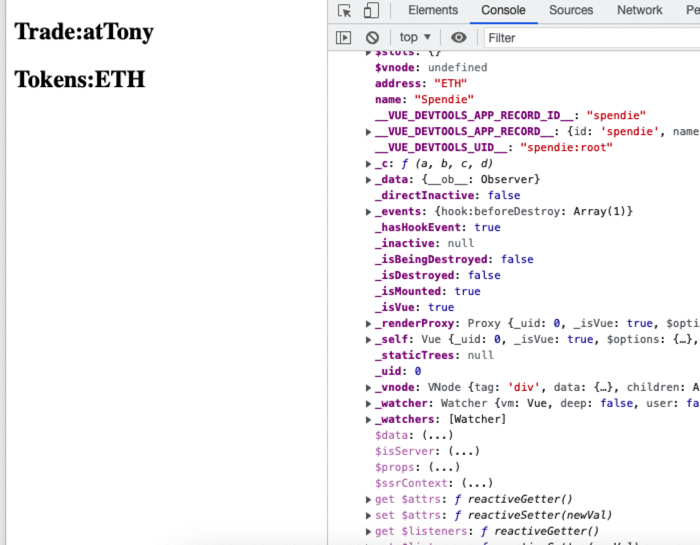 Trade:atTony
Tokens:ETH
Elements Console Sources Network Pe
top ▼ Filter
▶ $slots: {}
$vnode: undefined
address: "ETH"
name: "Spendie"
__VUE_DEVTOOLS_APP_RECORD_ID__: "spendie"
▶ __VUE_DEVTOOLS_APP_RECORD__: {id: 'spendie', name
__VUE_DEVTOOLS_UID__: "spendie:root"
▶ _c: ƒ (a, b, c, d)
▶ _data: {__ob__: Observer}
_directInactive: false
▶ _events: {hook:beforeDestroy: Array(1)}
_hasHookEvent: true
_inactive: null
_isBeingDestroyed: false
_isDestroyed: false
_isMounted: true
_isVue: true
▶ _renderProxy: Proxy {_uid: 0, _isVue: true, $opti
▶ _self: Vue {_uid: 0, _isVue: true, $options: {…},
_staticTrees: null
_uid: 0
▶ _vnode: VNode {tag: 'div', data: {…}, children: A
▶ _watcher: Watcher {vm: Vue, deep: false, user: fa
▶ _watchers: [Watcher]
$data: (...)
$isServer: (...)
$props: (...)
$ssrContext: (...)
▶ get $attrs: ƒ reactiveGetter()
▶ set $attrs: ƒ reactiveSetter(newVal)
▶ get $listeners: ƒ reactiveGetter()